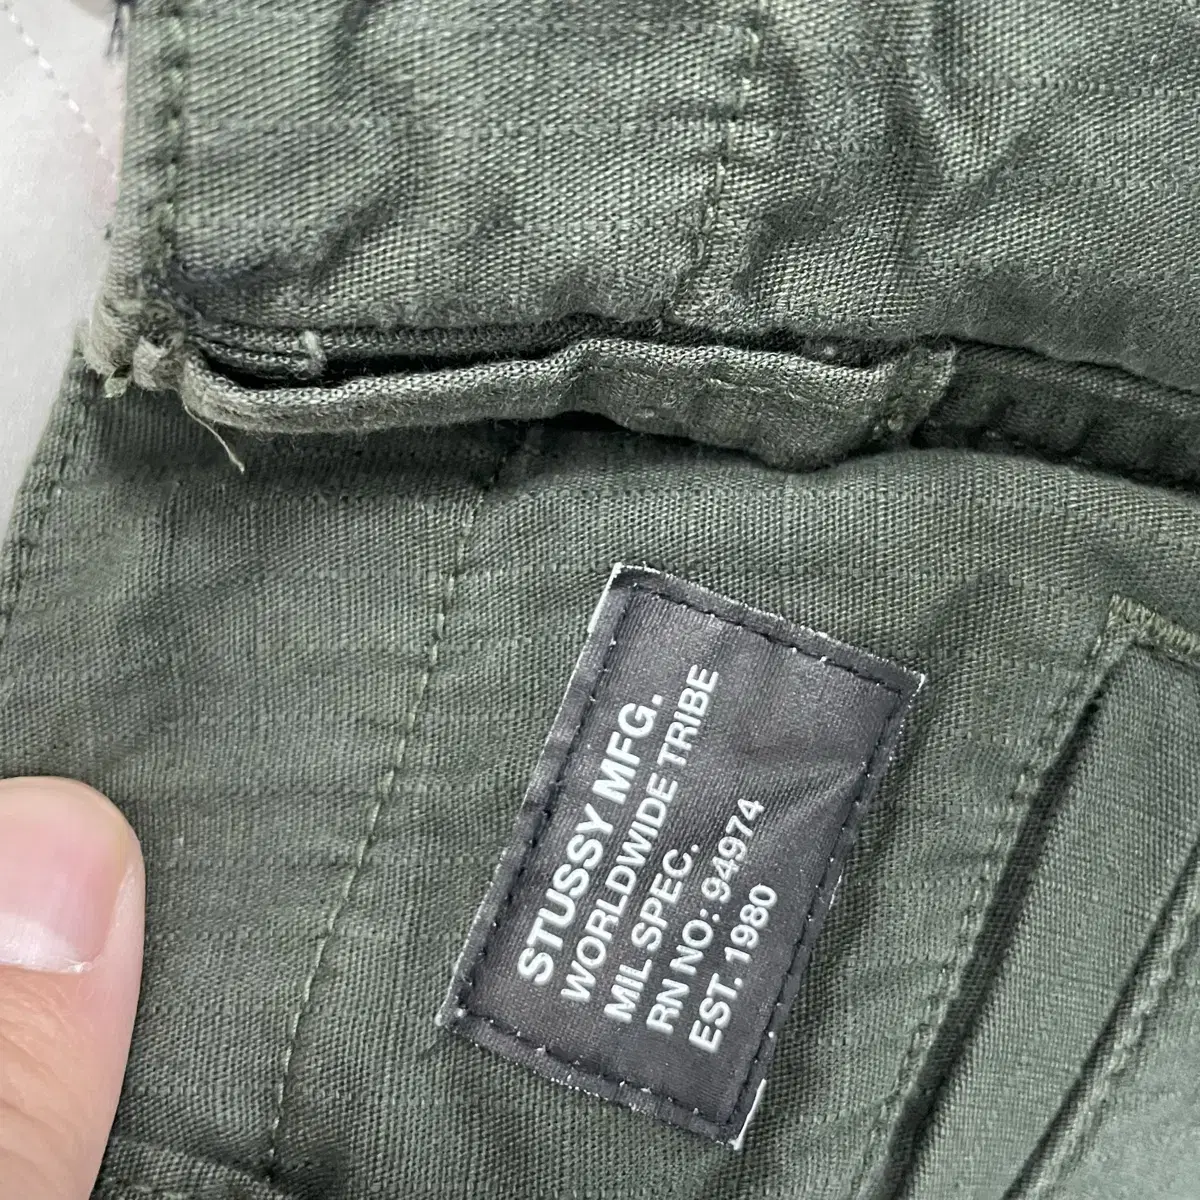 STUSSY MFG.
WORLDWIDE TRIBE
MIL SPEC.
RN NO: 94974
EST. 1980